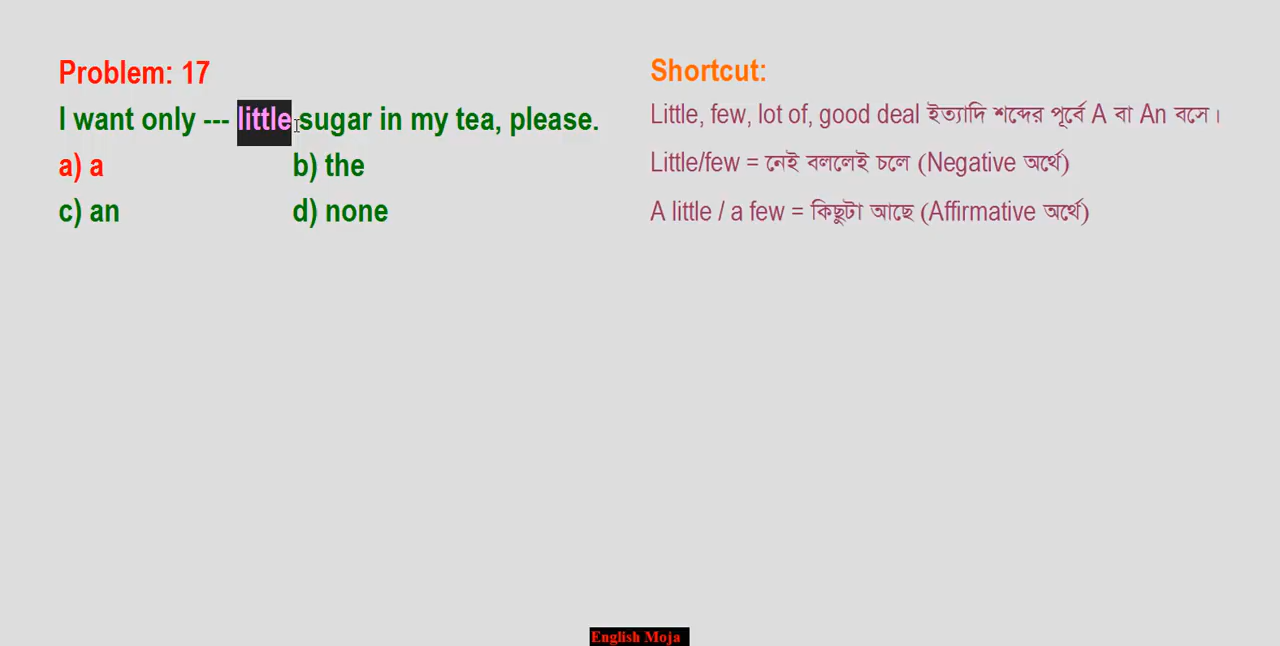 Problem: 17
I want only --- little sugar in my tea, please.
a) a b) the
c) an d) none
Shortcut:
Little, few, lot of, good deal ইত্যাদি শব্দের পূর্বে A বা An বসে।
Little/few = নেই বললেই চলে (Negative অর্থে)
A little / a few = কিছুটা আছে (Affirmative অর্থে)
English Moja